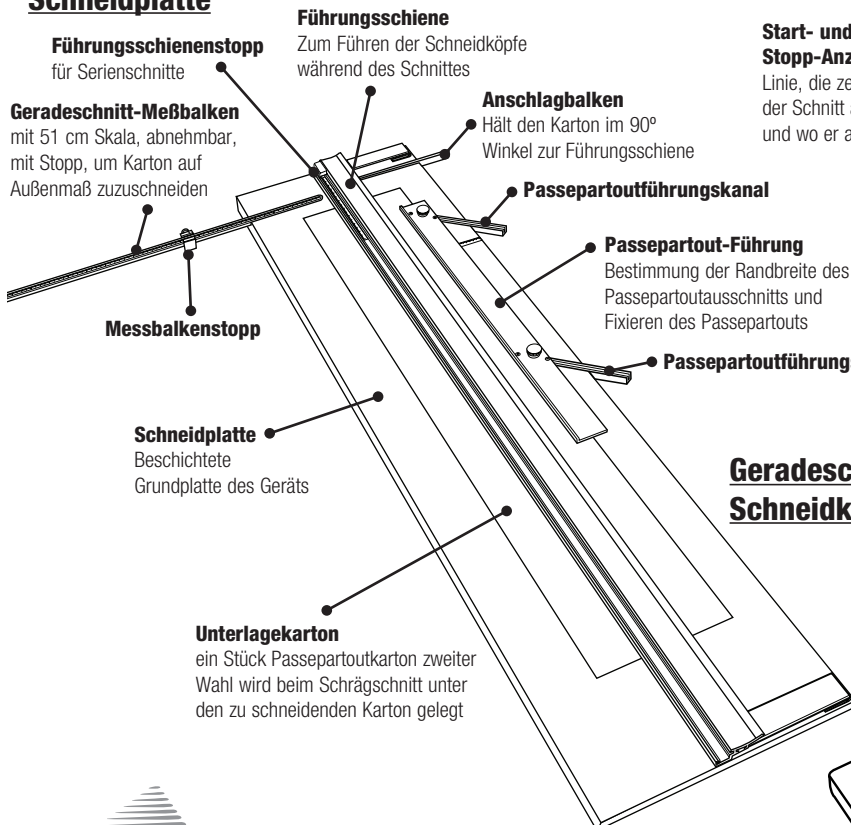 Schneidplatte
Führungsschienenstopp
für Serienschnitte
Führungsschiene
Zum Führen der Schneidköpfe
während des Schnittes
Geradeschnitt-Meßbalken
mit 51 cm Skala, abnehmbar,
mit Stopp, um Karton auf
Außenmaß zuzuschneiden
Anschlagbalken
Hält den Karton im 90º
Winkel zur Führungsschiene
Start- und
Stopp-Anz
Linie, die ze
der Schnitt a
und wo er a
Passepartoutführungskanal
Passepartout-Führung
Bestimmung der Randbreite des
Passepartoutausschnitts und
Fixieren des Passepartouts
Messbalkenstopp
Passepartoutführung
Schneidplatte
Beschichtete
Grundplatte des Geräts
Geradesc
Schneidk
Unterlagekarton
ein Stück Passepartoutkarton zweiter
Wahl wird beim Schrägschnitt unter
den zu schneidenden Karton gelegt